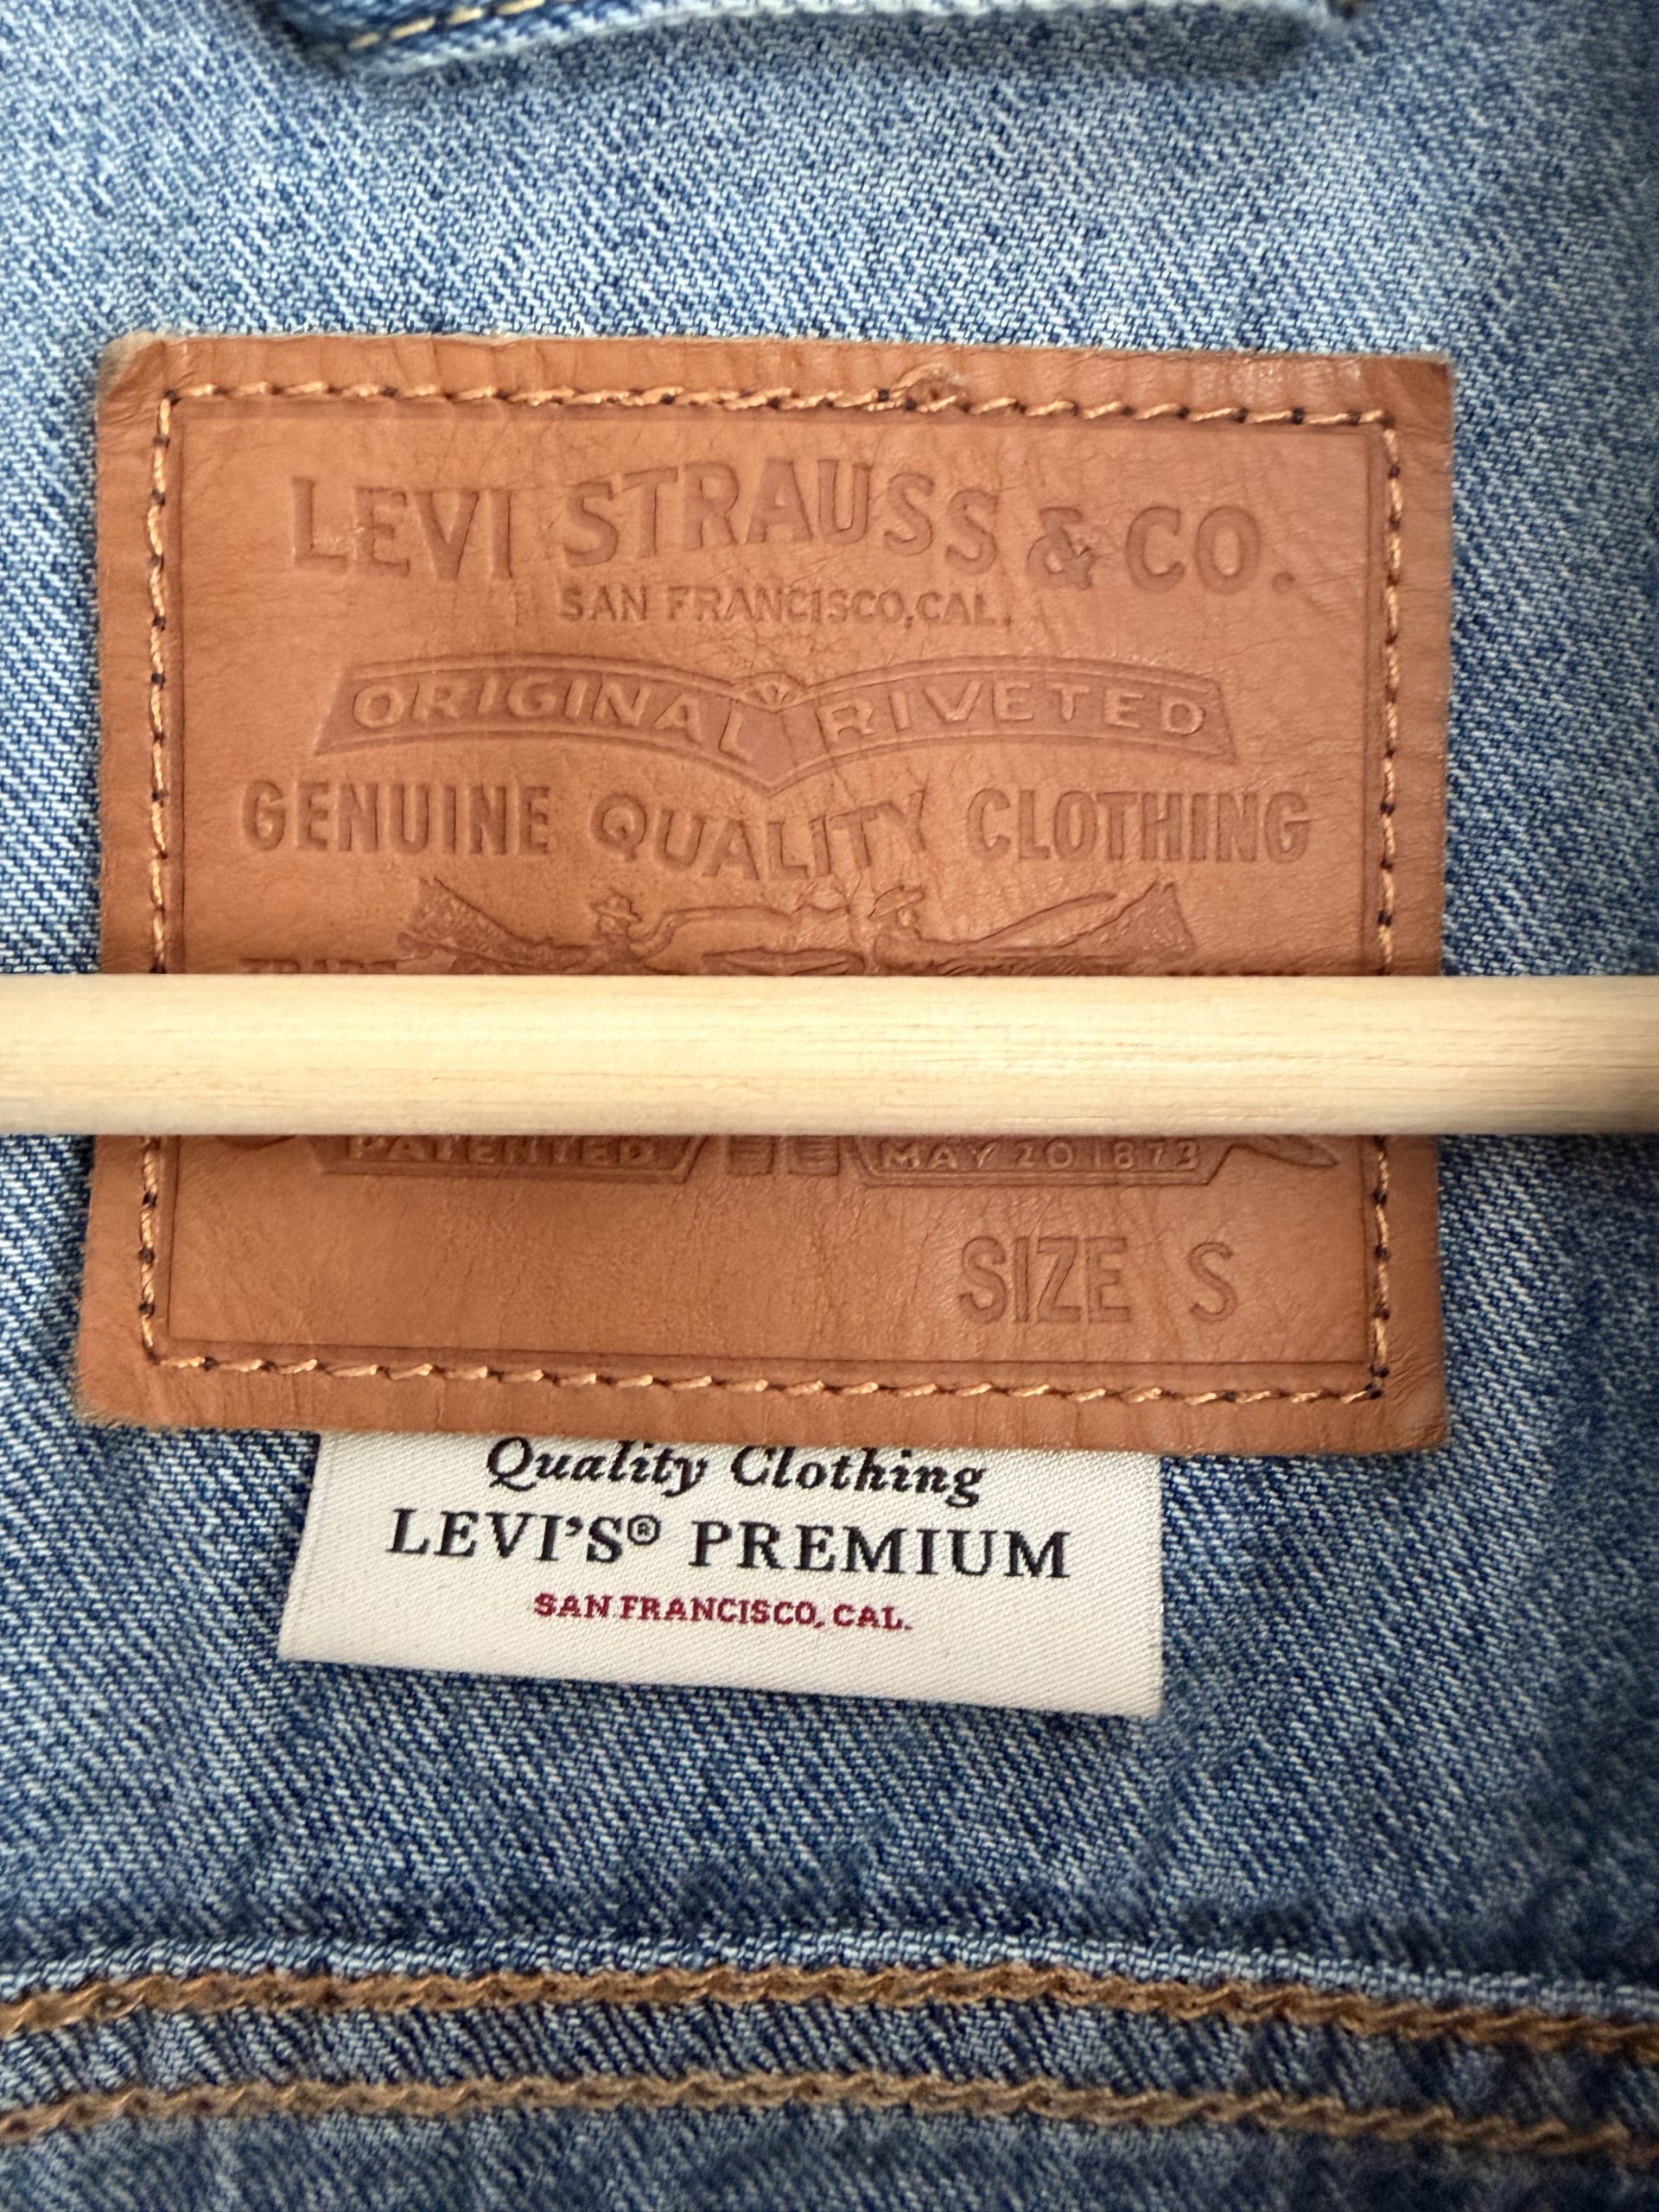 LEVI STRAUSS & CO.
SAN FRANCISCO, CAL.
ORIGINAL RIVETED
GENUINE QUALITY CLOTHING
PATENTED MAY 20 1873
SIZE S
Quality Clothing
LEVI'S® PREMIUM
SAN FRANCISCO, CAL.